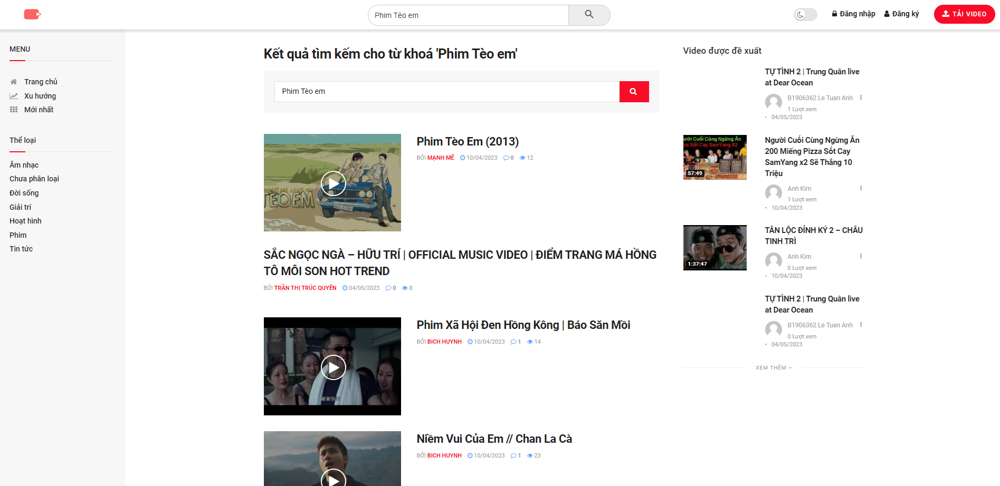 Phim Tèo em
Đăng nhập
Đăng ký
TẢI VIDEO
MENU
Trang chủ
Xu hướng
Mới nhất
Thể loại
Âm nhạc
Chưa phân loại
Đời sống
Giải trí
Hoạt hình
Phim
Tin tức
Kết quả tìm kếm cho từ khoá 'Phim Tèo em'
Phim Tèo em
TÈO EM
Phim Tèo Em (2013)
BỞI MẠNH MẼ 10/04/2023 0 12
SẮC NGỌC NGÀ – HỮU TRÍ | OFFICIAL MUSIC VIDEO | ĐIỂM TRANG MÁ HỒNG
TÔ MÔI SON HOT TREND
BỞI TRẦN THỊ TRÚC QUYÊN 04/05/2023 0 8
谢谢你们
Phim Xã Hội Đen Hồng Kông | Báo Săn Mồi
BỞI BICH HUYNH 10/04/2023 1 14
Niềm Vui Của Em // Chan La Cà
BỞI BICH HUYNH 10/04/2023 1 23
Video được đề xuất
TỰ TÌNH 2 | Trung Quân live
at Dear Ocean
B1906362 Le Tuan Anh
1 Lượt xem
04/05/2023
ười Cuối Cùng Ngừng Ăn
za Sốt Cay SamYang X2
57:49
Người Cuối Cùng Ngừng Ăn
200 Miếng Pizza Sốt Cay
SamYang x2 Sẽ Thắng 10
Triệu
Anh Kim
1 Lượt xem
10/04/2023
1:37:47
TÂN LỘC ĐỈNH KÝ 2 – CHÂU
TINH TRÌ
Anh Kim
0 Lượt xem
10/04/2023
TỰ TÌNH 2 | Trung Quân live
at Dear Ocean
B1906362 Le Tuan Anh
0 Lượt xem
04/05/2023
XEM THÊM